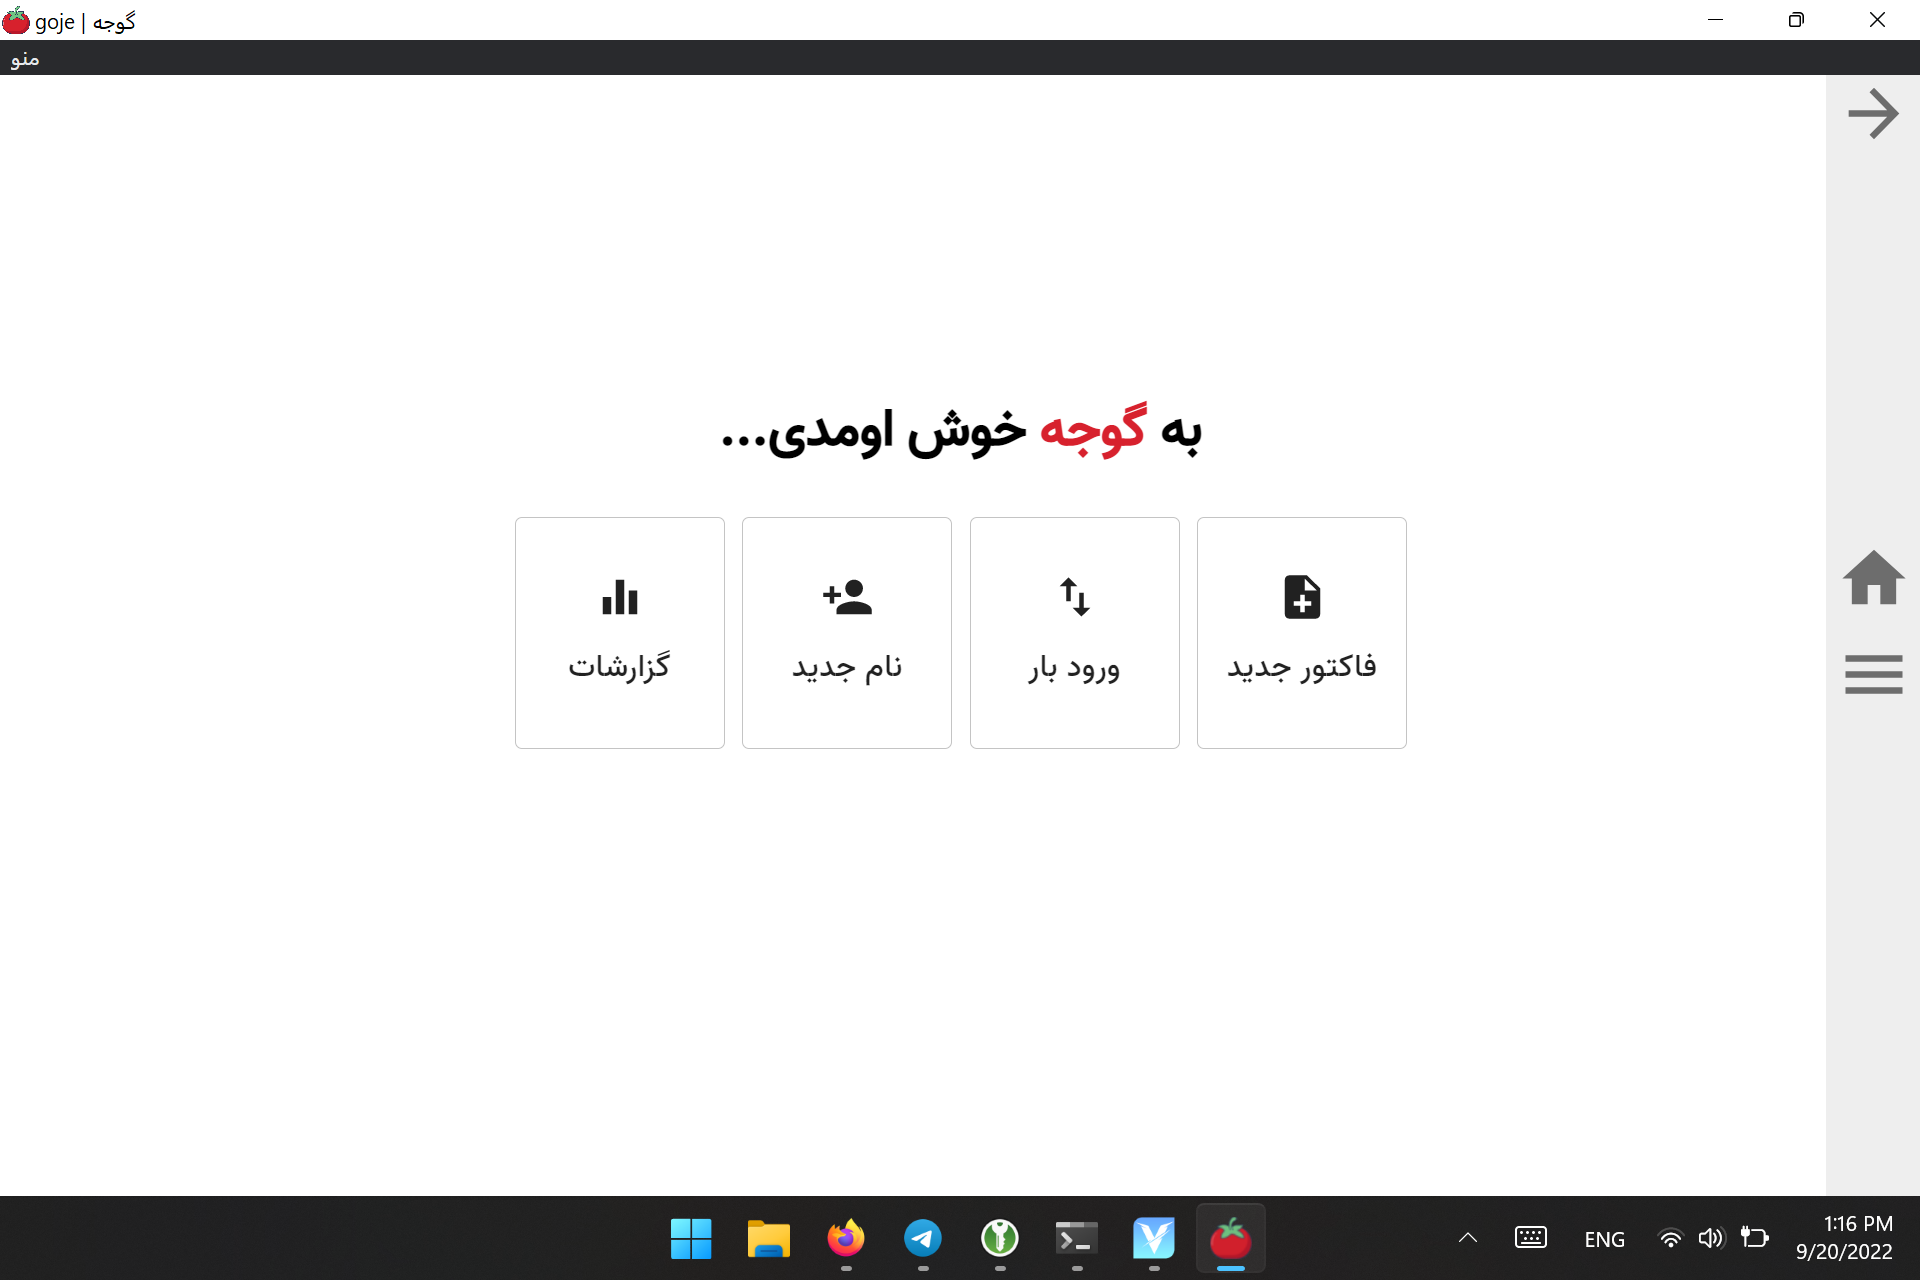 goje | گوجه
منو
به گوجه خوش اومدی...
فاکتور جدید
ورود بار
نام جدید
گزارشات
ENG
1:16 PM
9/20/2022